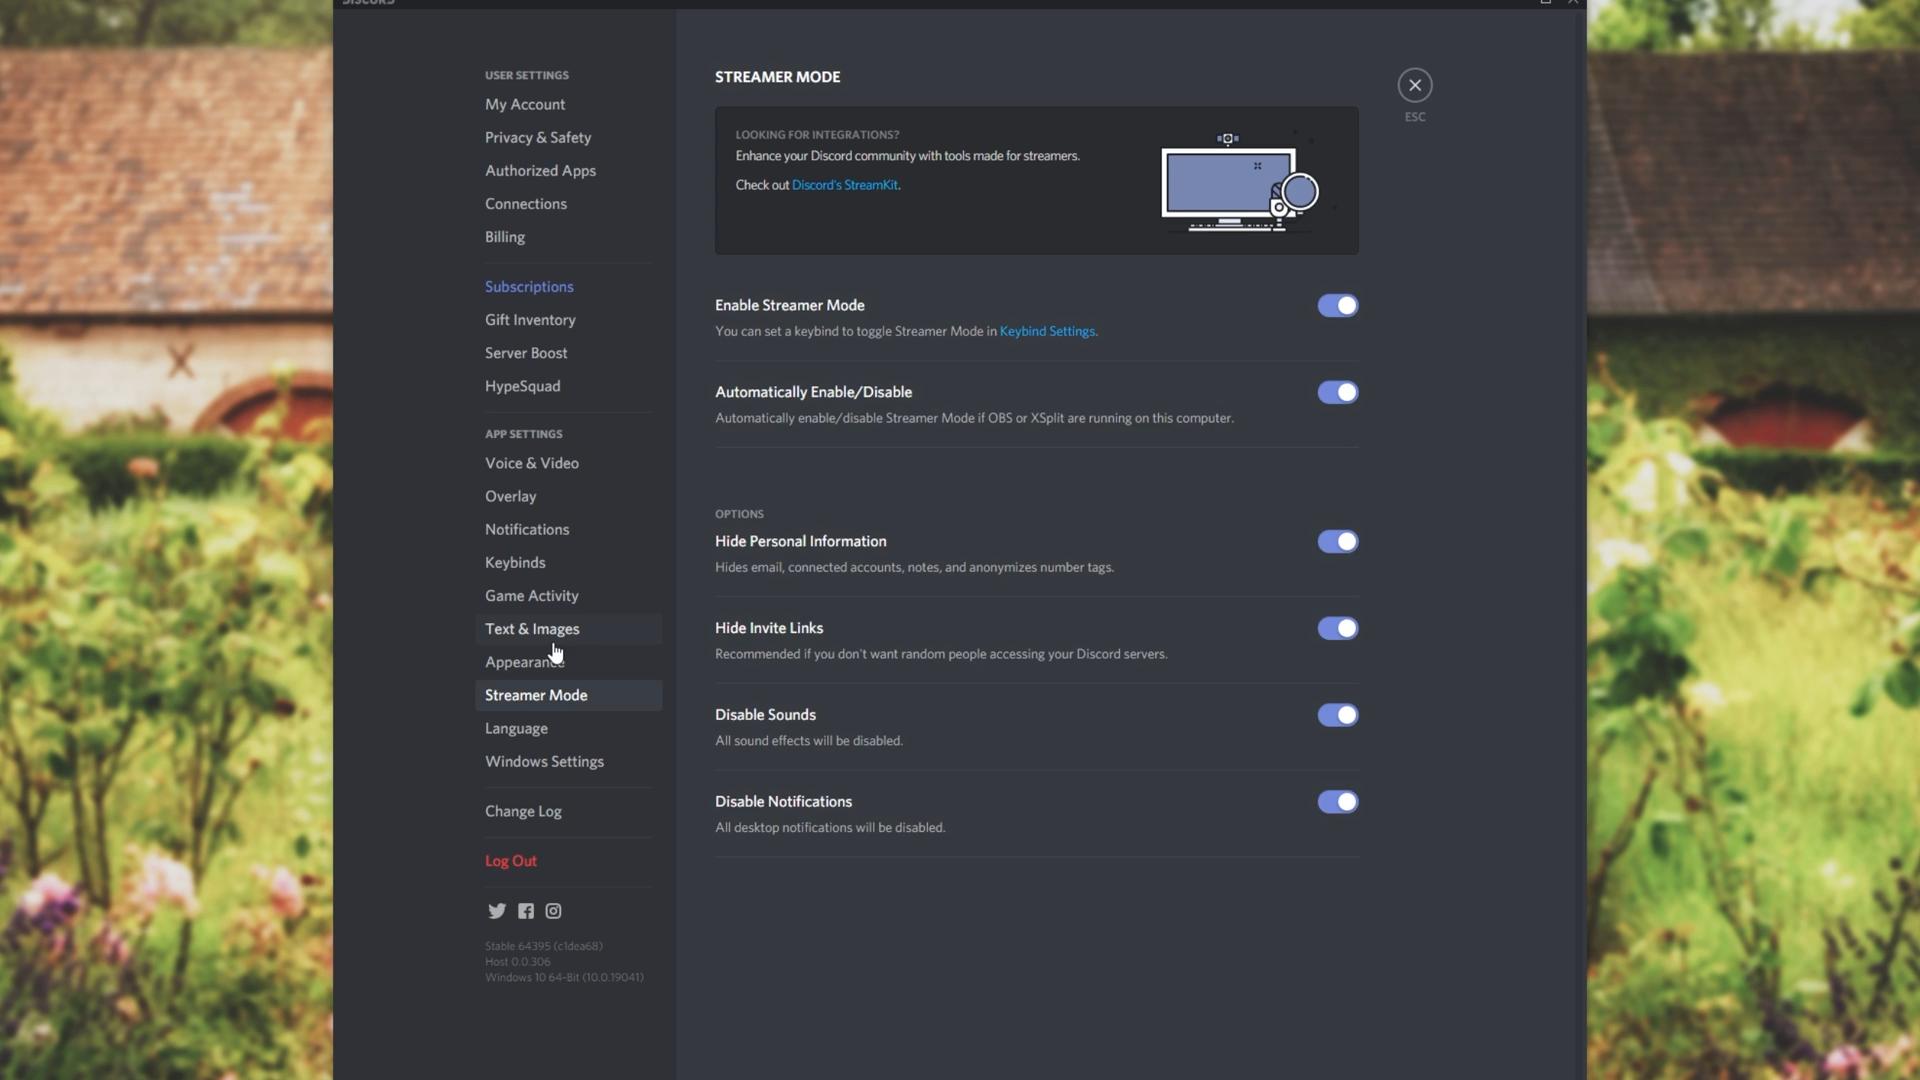 DISCORD
USER SETTINGS
My Account
Privacy & Safety
Authorized Apps
Connections
Billing
Subscriptions
Gift Inventory
Server Boost
HypeSquad
APP SETTINGS
Voice & Video
Overlay
Notifications
Keybinds
Game Activity
Text & Images
Appearance
Streamer Mode
Language
Windows Settings
Change Log
Log Out
Stable 64395 (c1dea68)
Host 0.0.306
Windows 10 64-Bit (10.0.19041)
STREAMER MODE
LOOKING FOR INTEGRATIONS?
Enhance your Discord community with tools made for streamers.
Check out Discord's StreamKit.
Enable Streamer Mode
You can set a keybind to toggle Streamer Mode in Keybind Settings.
Automatically Enable/Disable
Automatically enable/disable Streamer Mode if OBS or XSplit are running on this computer.
OPTIONS
Hide Personal Information
Hides email, connected accounts, notes, and anonymizes number tags.
Hide Invite Links
Recommended if you don't want random people accessing your Discord servers.
Disable Sounds
All sound effects will be disabled.
Disable Notifications
All desktop notifications will be disabled.
ESC